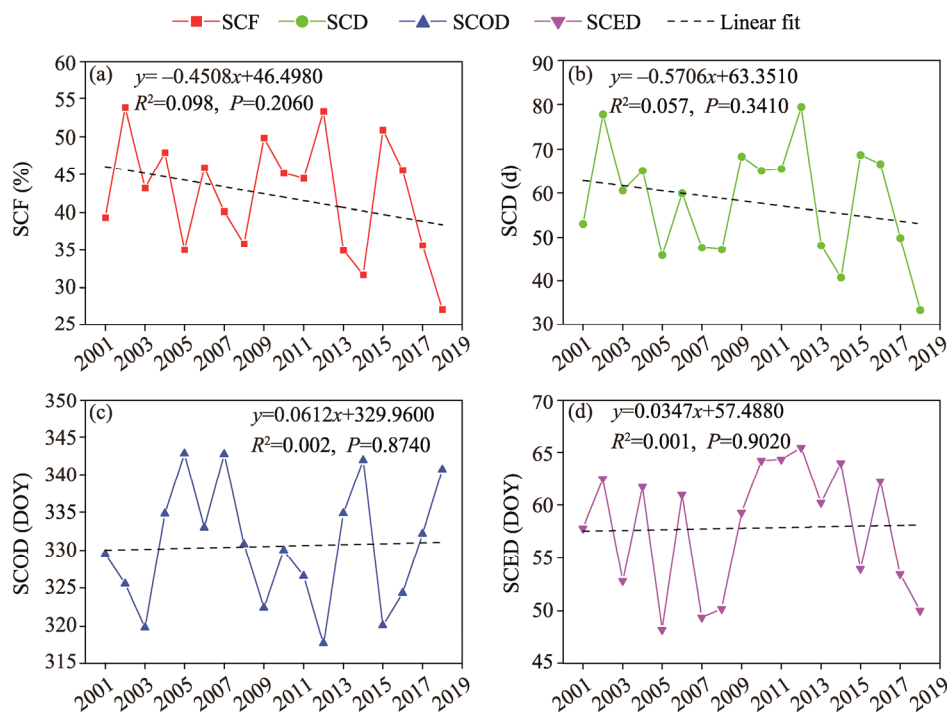 SCF SCD SCOD SCED Linear fit
(a) y= –0.4508x+46.4980
R²=0.098, P=0.2060
60
55
50
45
40
35
30
25
SCF (%)
2001 2003 2005 2007 2009 2011 2013 2015 2017 2019
(b) y= –0.5706x+63.3510
R²=0.057, P=0.3410
90
80
70
60
50
40
30
SCD (d)
2001 2003 2005 2007 2009 2011 2013 2015 2017 2019
(c) y=0.0612x+329.9600
R²=0.002, P=0.8740
350
345
340
335
330
325
320
315
SCOD (DOY)
2001 2003 2005 2007 2009 2011 2013 2015 2017 2019
(d) y=0.0347x+57.4880
R²=0.001, P=0.9020
70
65
60
55
50
45
SCED (DOY)
2001 2003 2005 2007 2009 2011 2013 2015 2017 2019